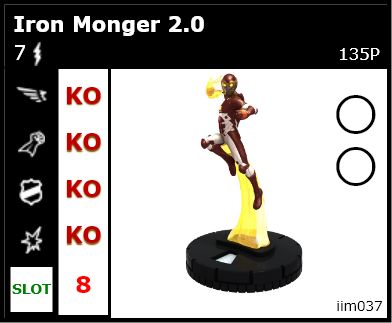 Iron Monger 2.0
7 135P
KO
KO
KO
KO
SLOT 8
iim037